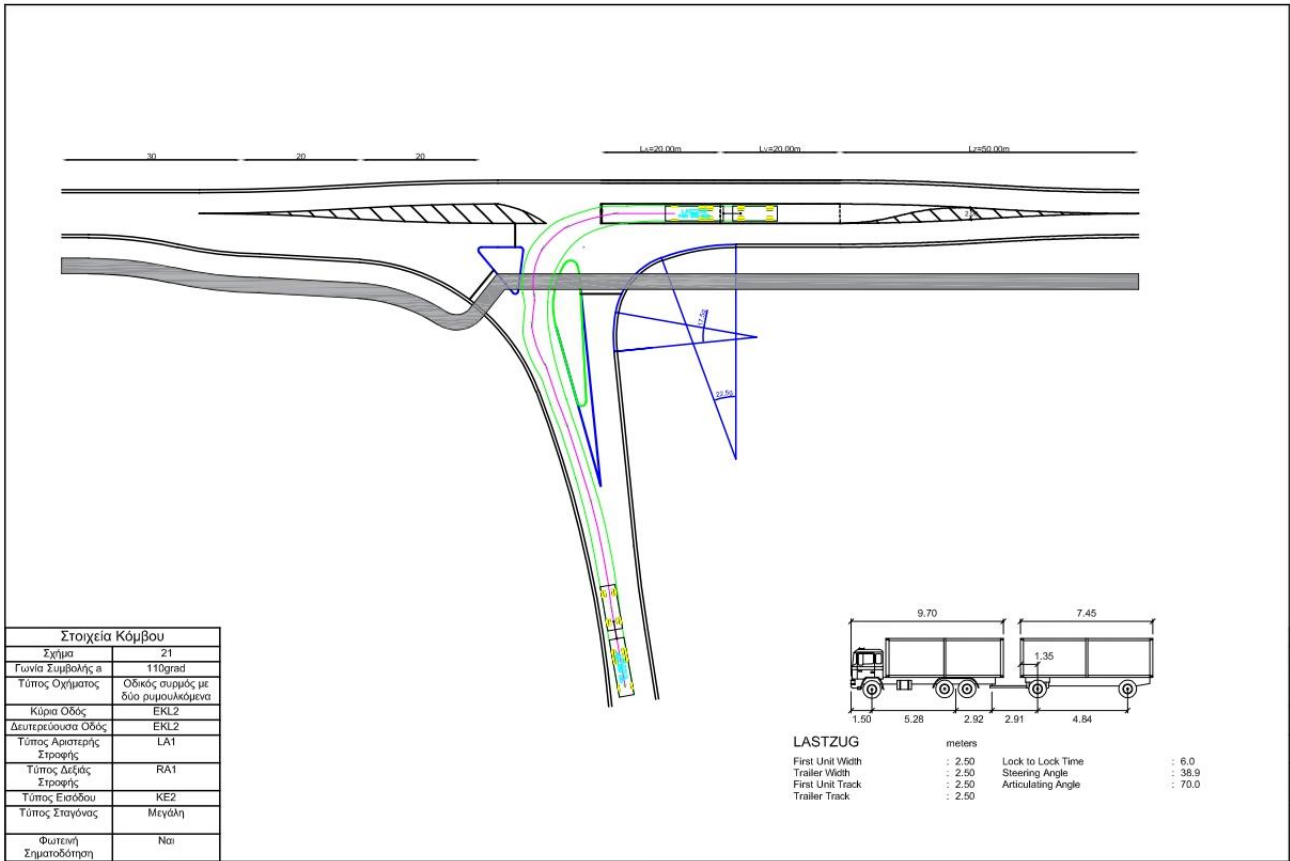 30
20
20
LA=20.00m
LV=20.00m
LZ=50.00m
17.5g
22.5g
Στοιχεία Κόμβου
Σχήμα 21
Γωνία Συμβολής a 110grad
Τύπος Οχήματος Οδικός συρμός με
δύο ρυμουλκόμενα
Κύρια Οδός EKL2
Δευτερεύουσα Οδός EKL2
Τύπος Αριστερής
Στροφής LA1
Τύπος Δεξιάς
Στροφής RA1
Τύπος Εισόδου KE2
Τύπος Σταγόνας Μεγάλη
Φωτεινή
Σηματοδότηση Ναι
9.70
7.45
1.35
1.50
5.28
2.92
2.91
4.84
LASTZUG meters
First Unit Width : 2.50 Lock to Lock Time : 6.0
Trailer Width : 2.50 Steering Angle : 38.9
First Unit Track : 2.50 Articulating Angle : 70.0
Trailer Track : 2.50